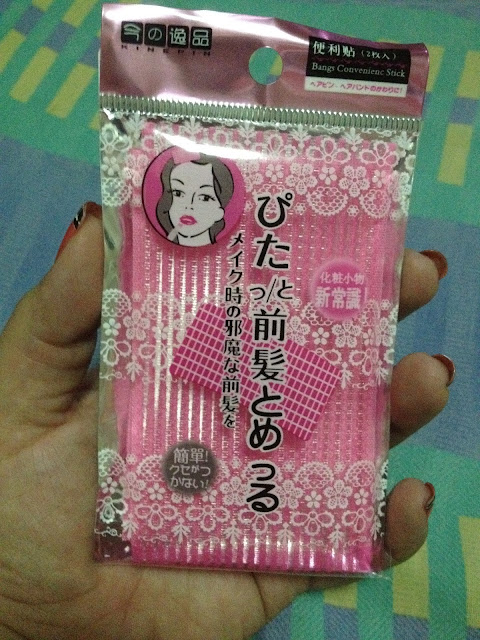 今の逸品
KINEPIN
便利貼（2枚入）
Bangs Convenienc Stick
ヘアピン・ヘアバンドのかわりに!
ぴたっ/と前髪とめっる
メイク時の邪魔な前髪を
化粧小物
新常識
簡單!
クセがつ
かない!